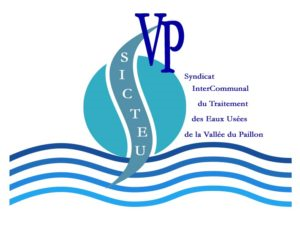 VP
SICTEU
Syndicat
InterCommunal
du Traitement
des Eaux Usées
de la Vallée du Paillon